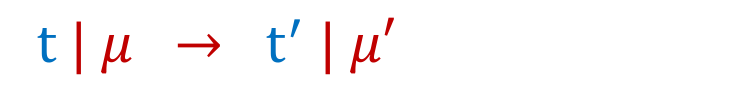 t | μ → t′ | μ′